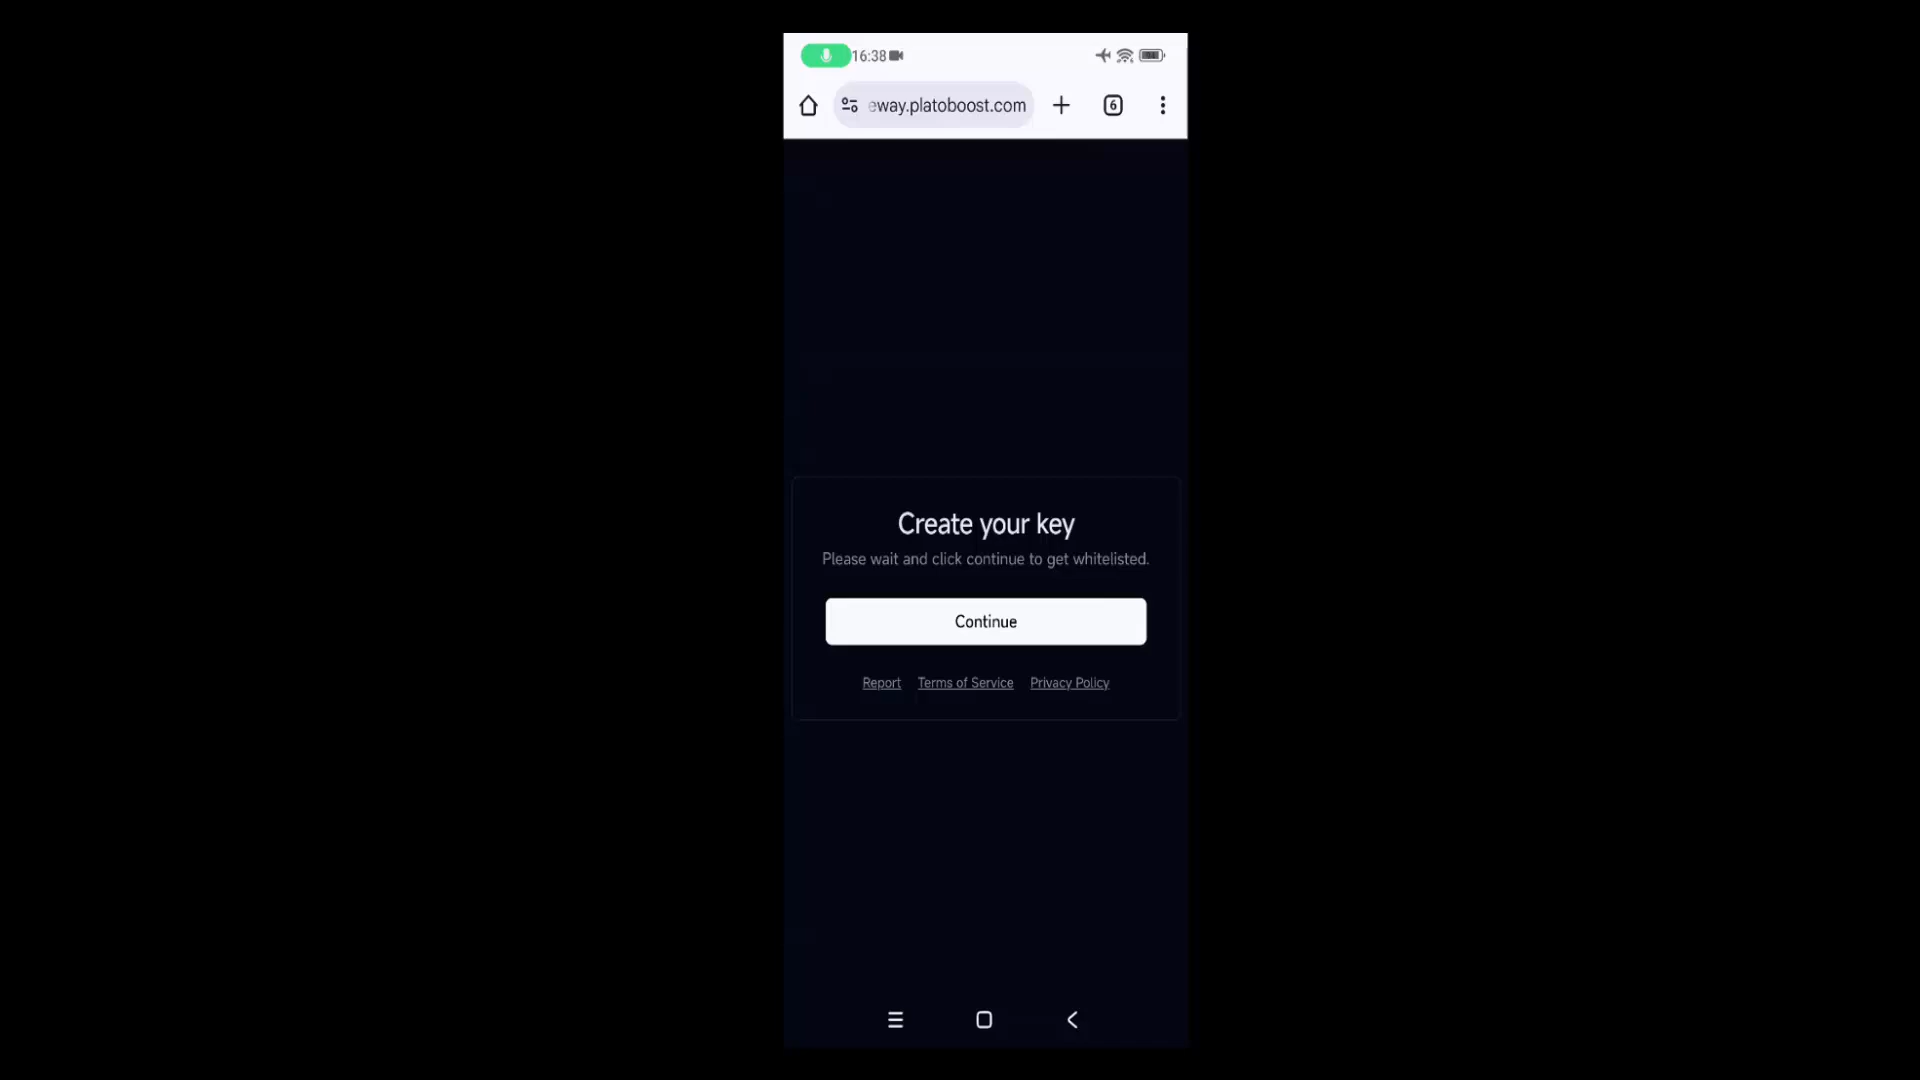 16:38
eway.platoboost.com
6
Create your key
Please wait and click continue to get whitelisted.
Continue
Report Terms of Service Privacy Policy